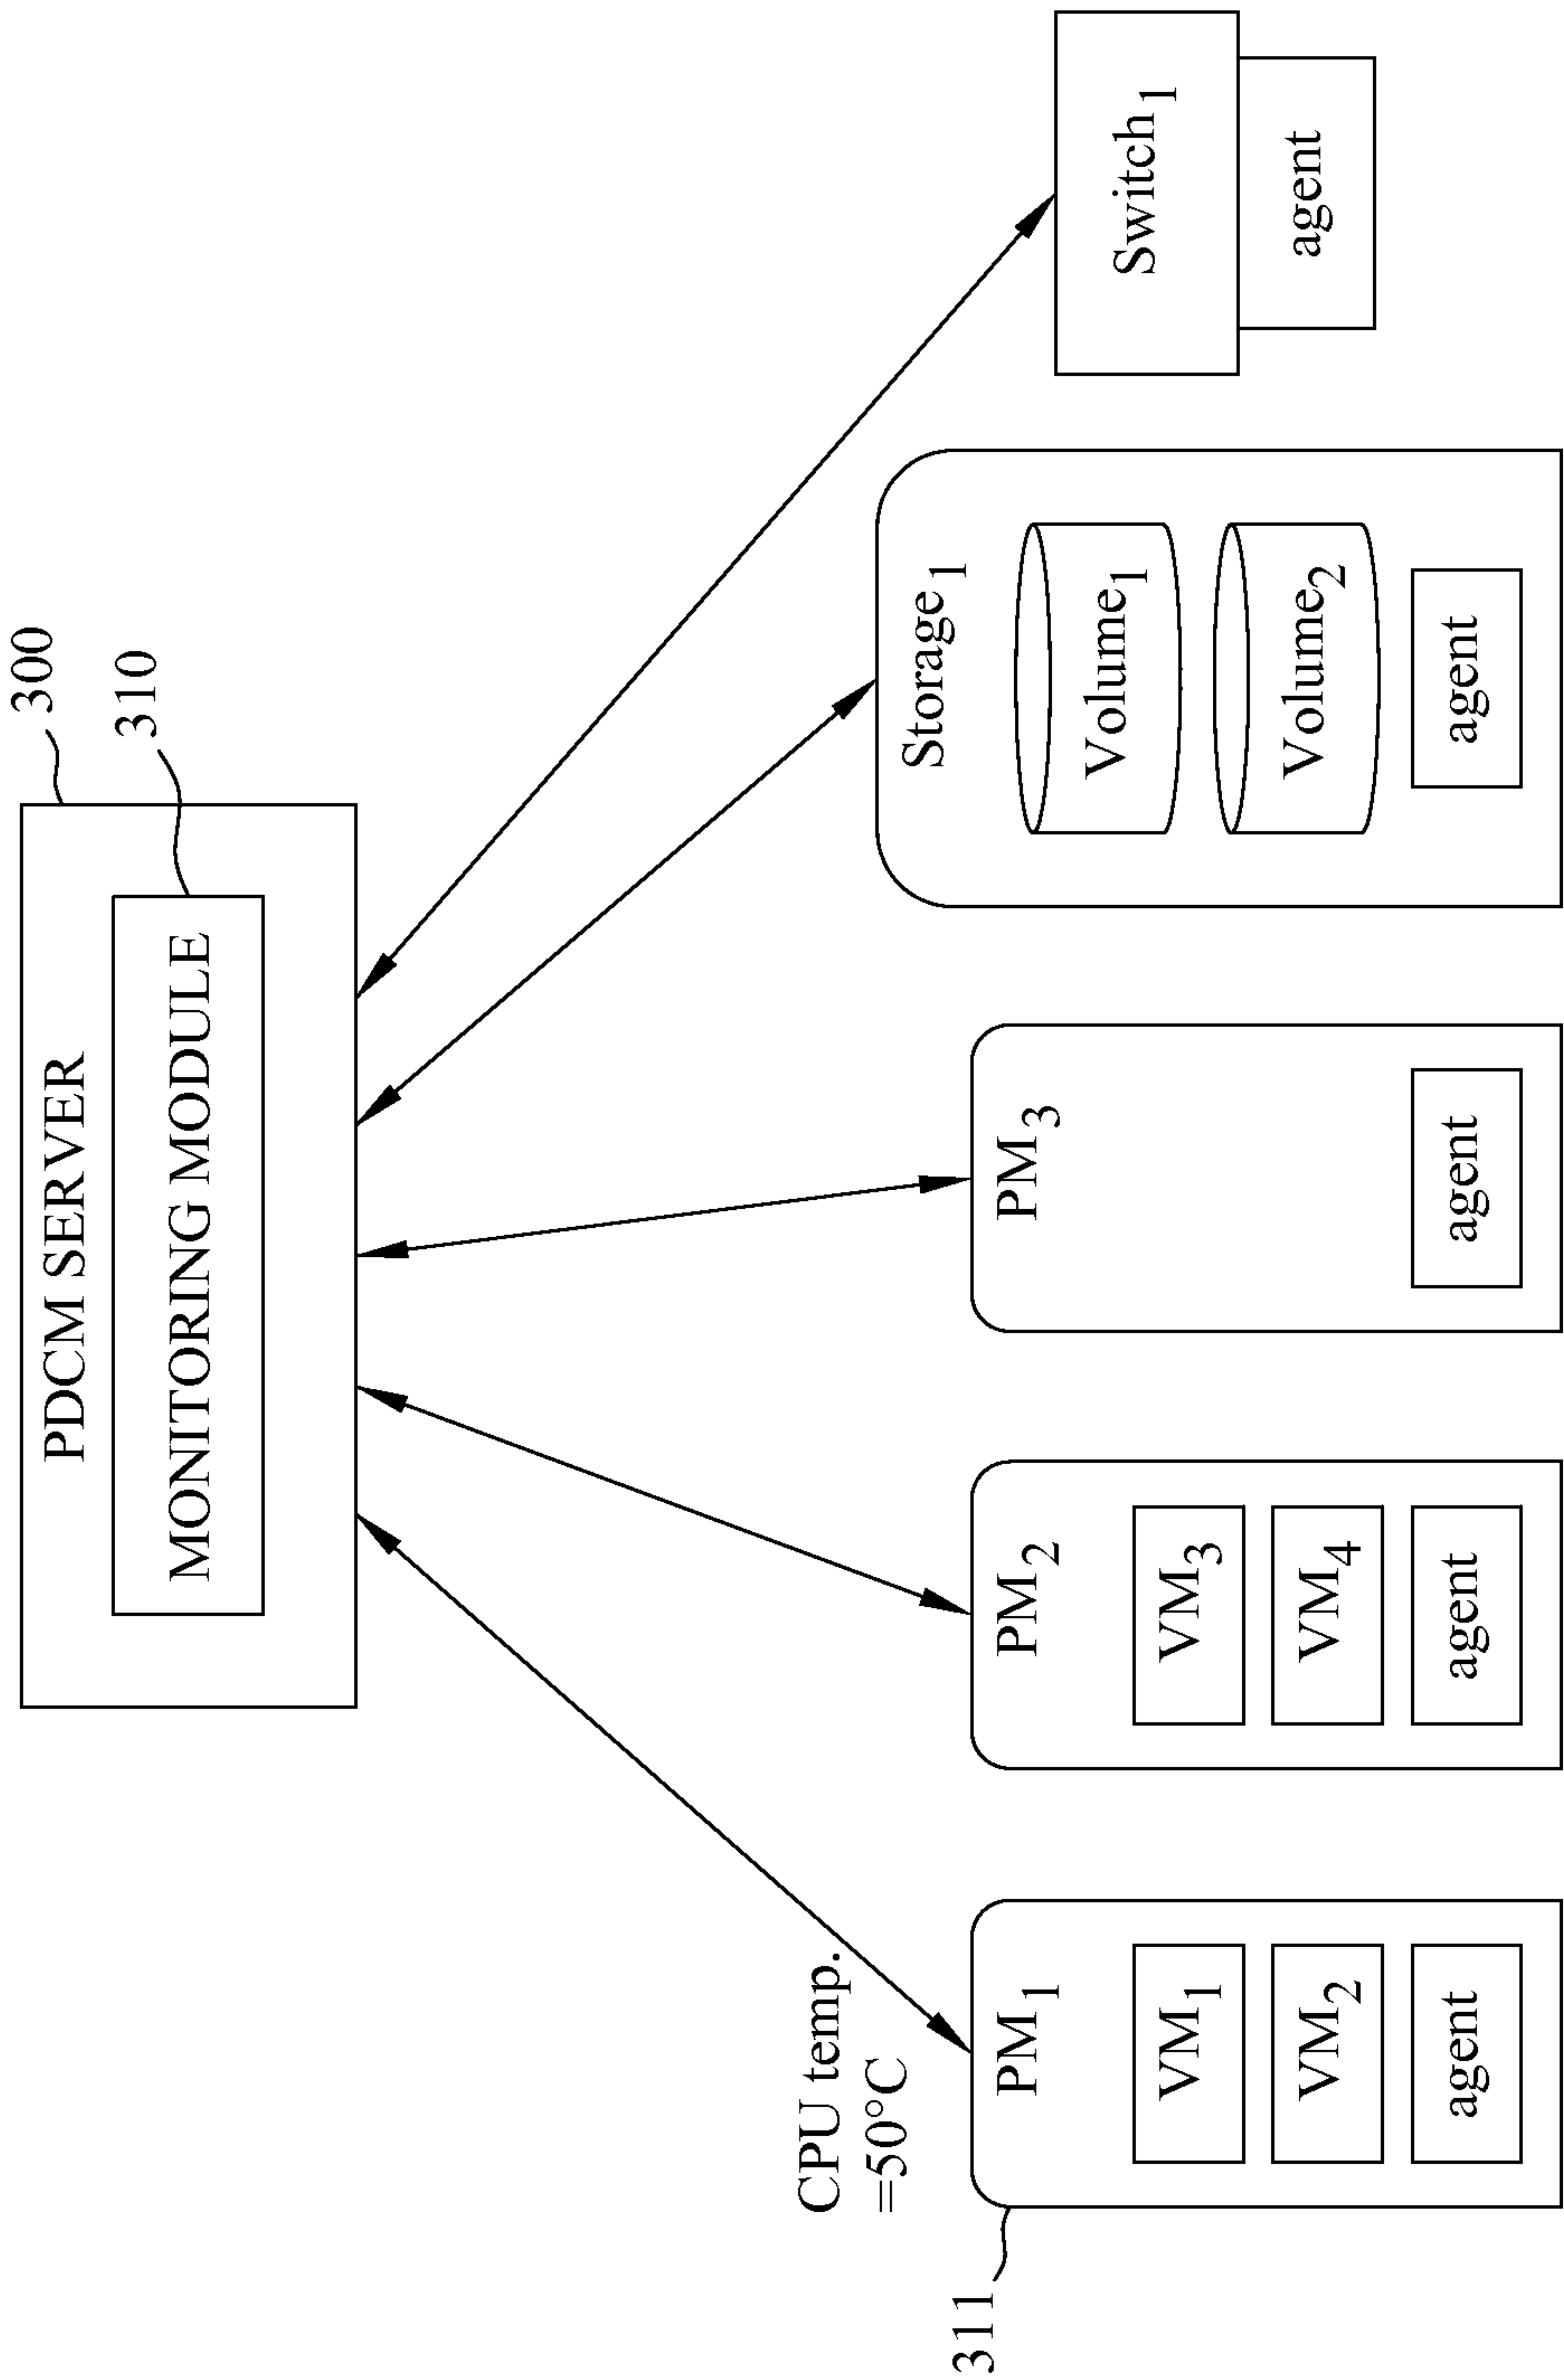 300
PDCM SERVER
310
MONITORING MODULE
CPU temp.
=50°C
311
PM1
VM1
VM2
agent
PM2
VM3
VM4
agent
PM3
agent
Storage1
Volume1
Volume2
agent
Switch1
agent